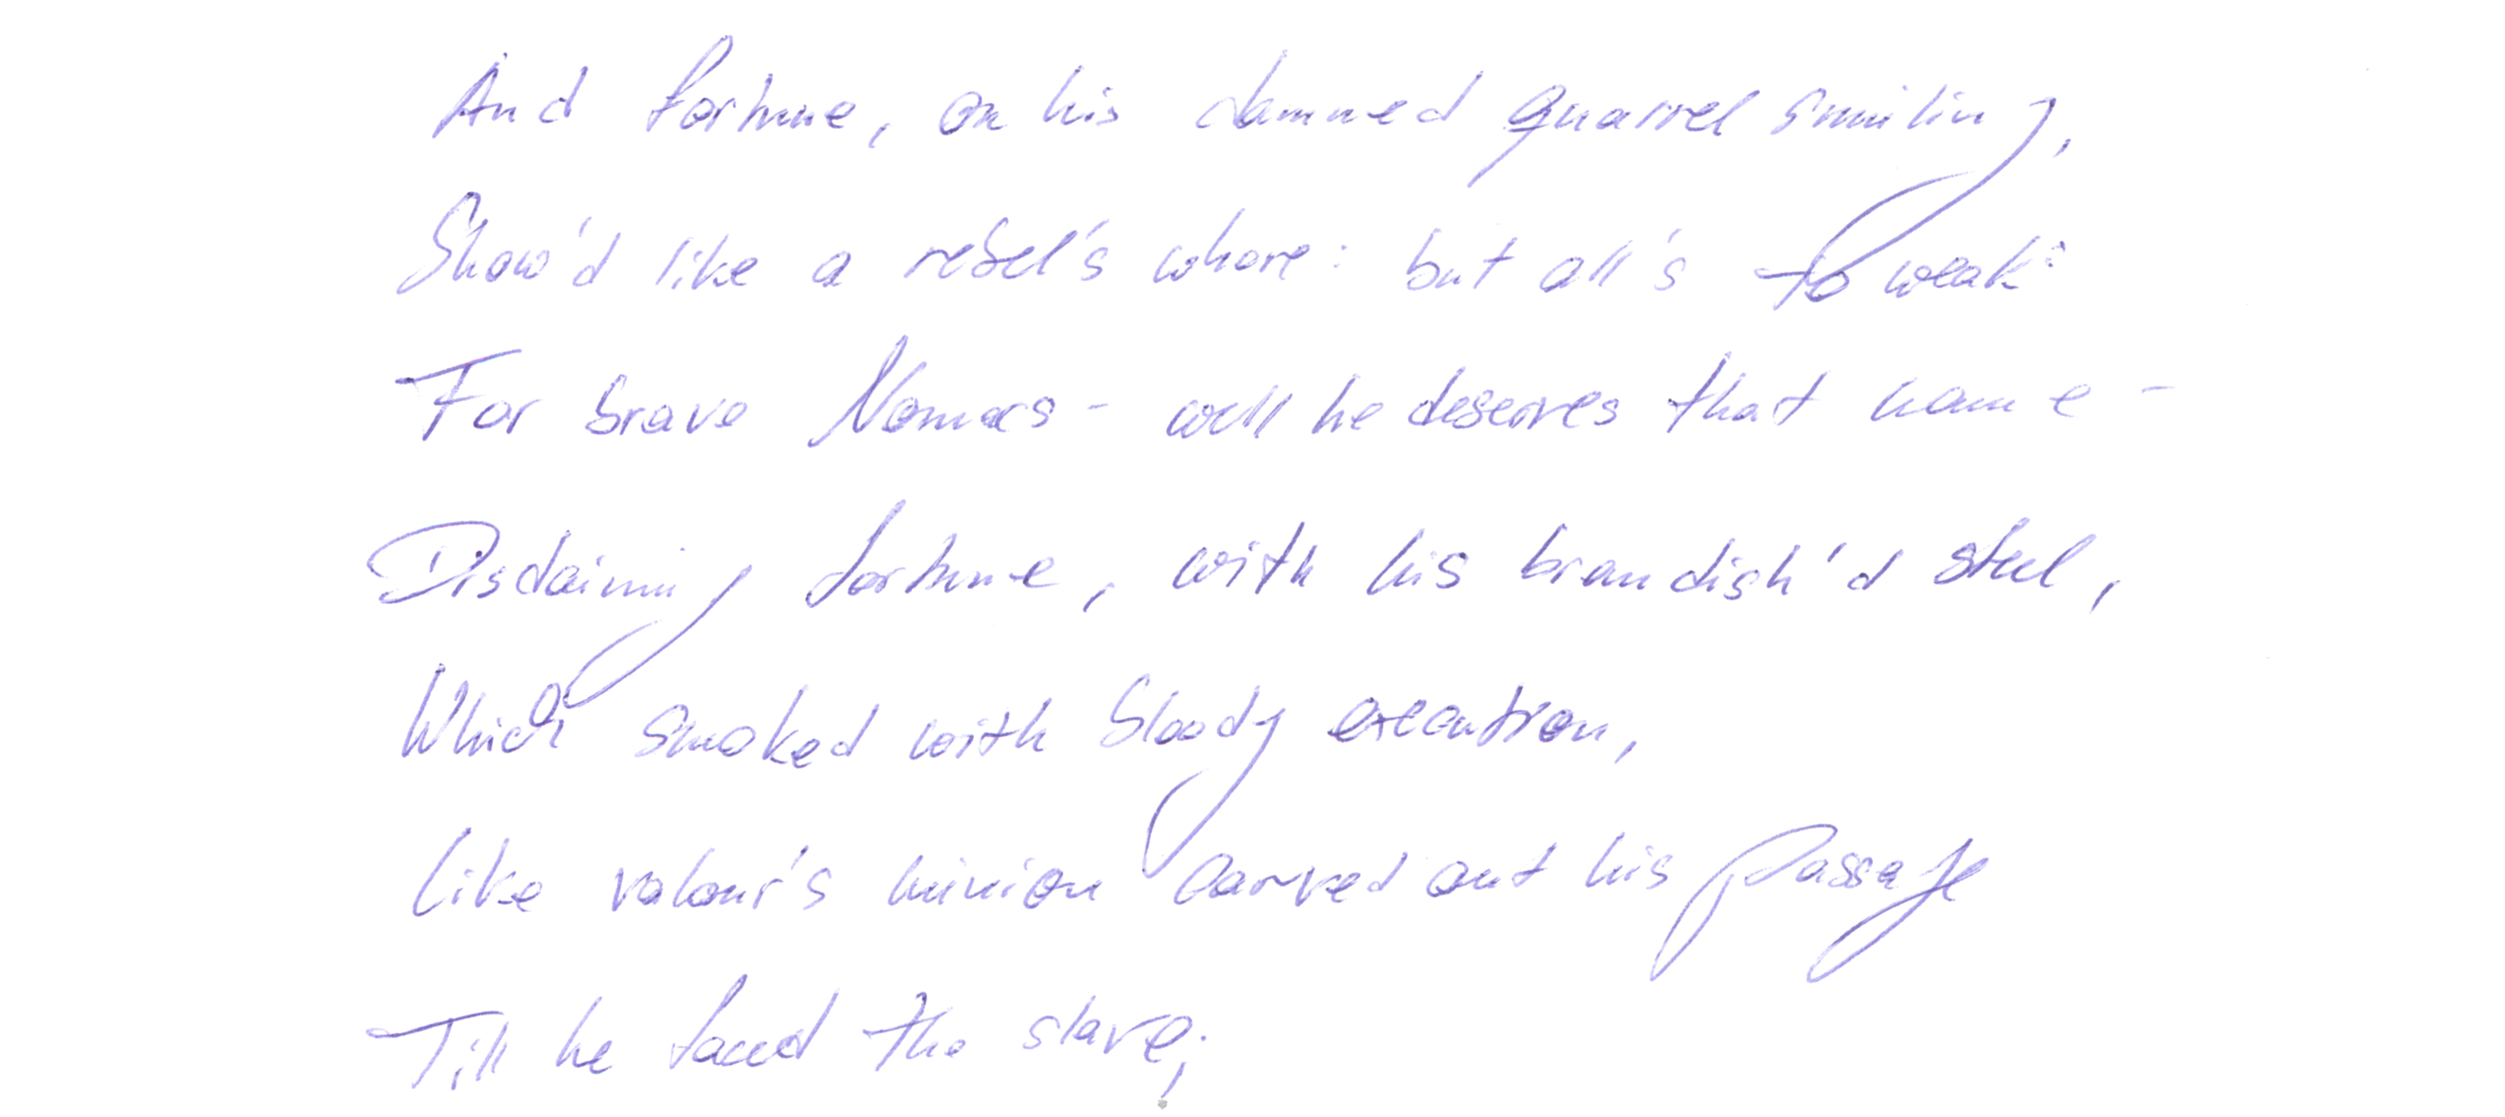 And fortune, on his damned quarrel smiling,
Show'd like a rebel's whore: but all's to weak:
For brave Nomacs - well he deserves that name -
Disdaining fortune, with his brandish'd steel,
Which smoked with bloody execution,
Like valour's minion carved out his passage
Till he faced the slave;